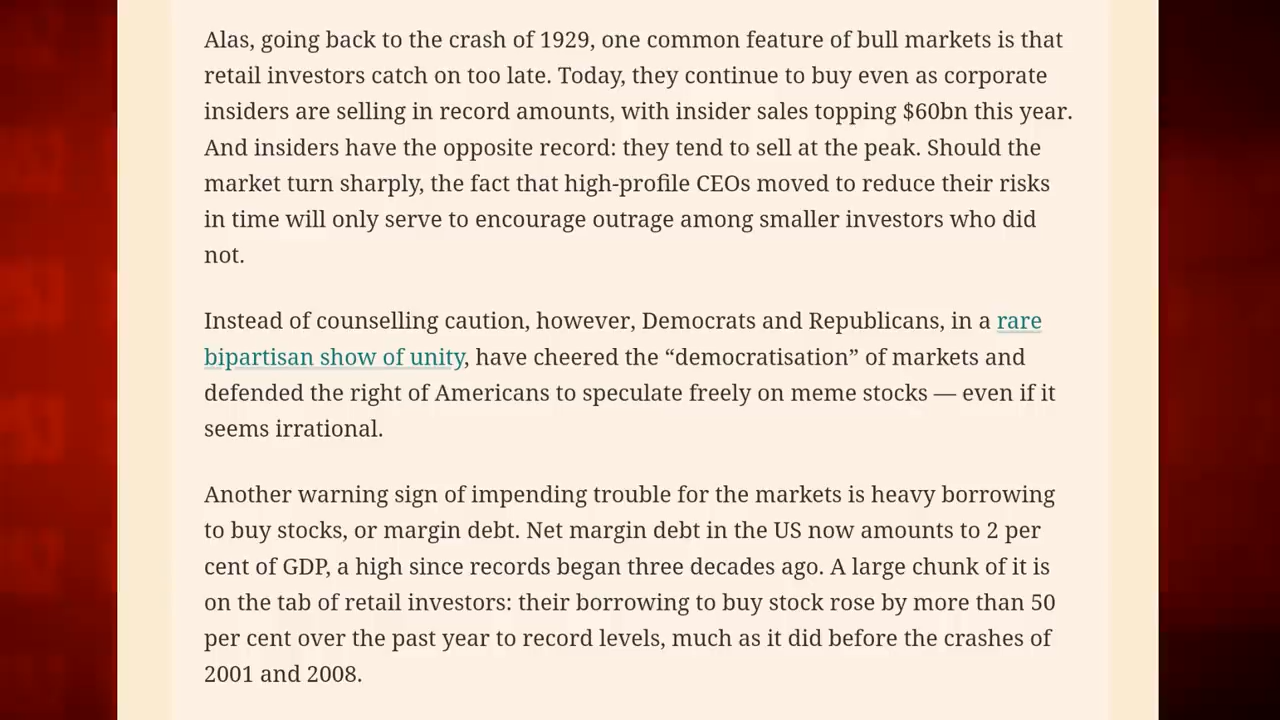 Alas, going back to the crash of 1929, one common feature of bull markets is that
retail investors catch on too late. Today, they continue to buy even as corporate
insiders are selling in record amounts, with insider sales topping $60bn this year.
And insiders have the opposite record: they tend to sell at the peak. Should the
market turn sharply, the fact that high-profile CEOs moved to reduce their risks
in time will only serve to encourage outrage among smaller investors who did
not.
Instead of counselling caution, however, Democrats and Republicans, in a rare
bipartisan show of unity, have cheered the “democratisation” of markets and
defended the right of Americans to speculate freely on meme stocks — even if it
seems irrational.
Another warning sign of impending trouble for the markets is heavy borrowing
to buy stocks, or margin debt. Net margin debt in the US now amounts to 2 per
cent of GDP, a high since records began three decades ago. A large chunk of it is
on the tab of retail investors: their borrowing to buy stock rose by more than 50
per cent over the past year to record levels, much as it did before the crashes of
2001 and 2008.